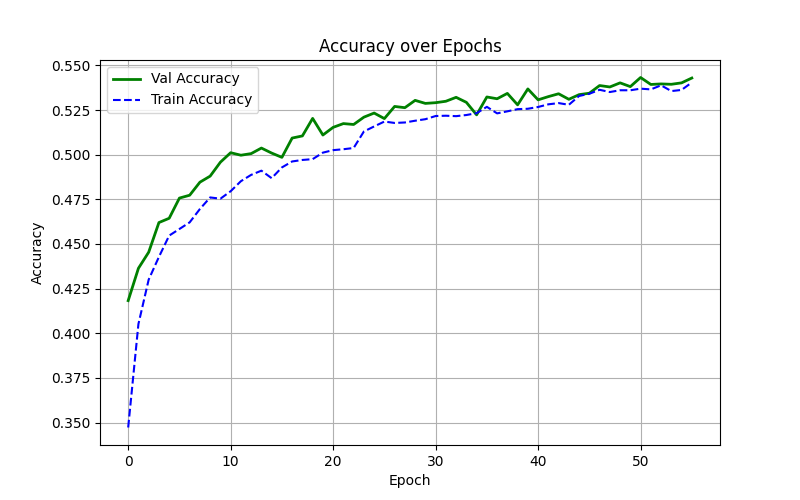 Accuracy over Epochs
Val Accuracy
Train Accuracy
0.550
0.525
0.500
0.475
0.450
0.425
0.400
0.375
0.350
Accuracy
0 10 20 30 40 50
Epoch